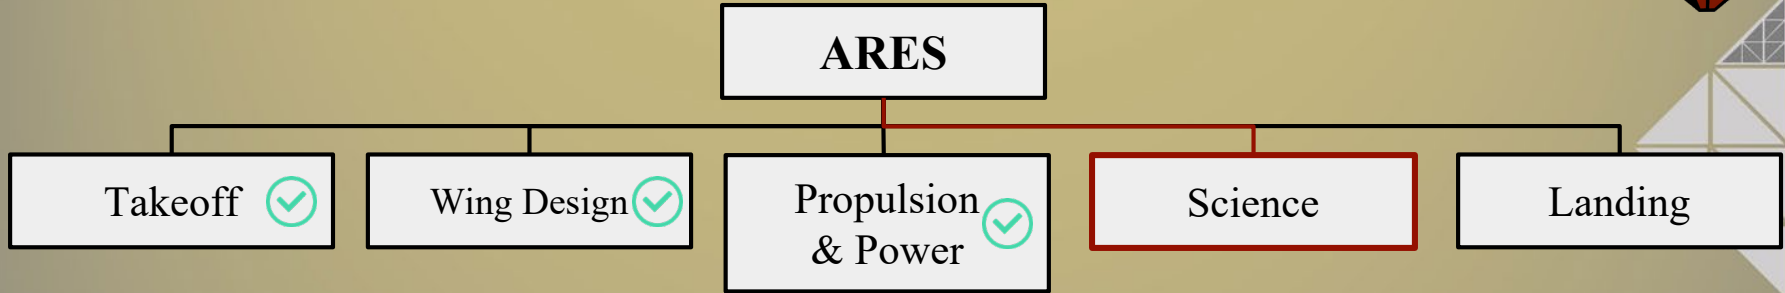 ARES
Takeoff
Wing Design
Propulsion
& Power
Science
Landing